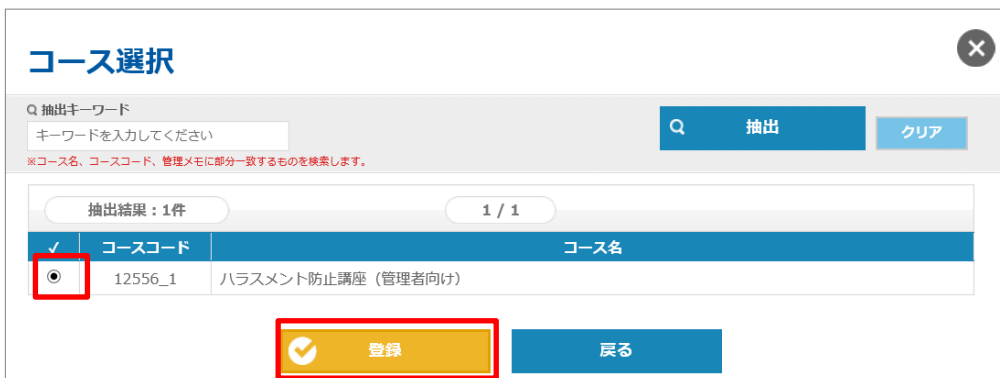 コース選択
抽出キーワード
キーワードを入力してください
抽出
クリア
※コース名、コースコード、管理メモに部分一致するものを検索します。
抽出結果：1件
1 / 1
✓ コースコード コース名
12556_1 ハラスメント防止講座（管理者向け）
登録
戻る